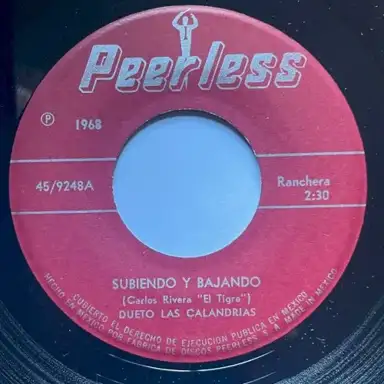 Peerless
Ⓟ 1968
45/9248A
Ranchera
2:30
SUBIENDO Y BAJANDO
(Carlos Rivera "El Tigre")
DUETO LAS CALANDRIAS
CUBIERTO EL DERECHO DE EJECUCION PUBLICA EN MEXICO
HECHO EN MEXICO POR FABRICA DE DISCOS PEERLESS, S. A. MADE IN MEXICO